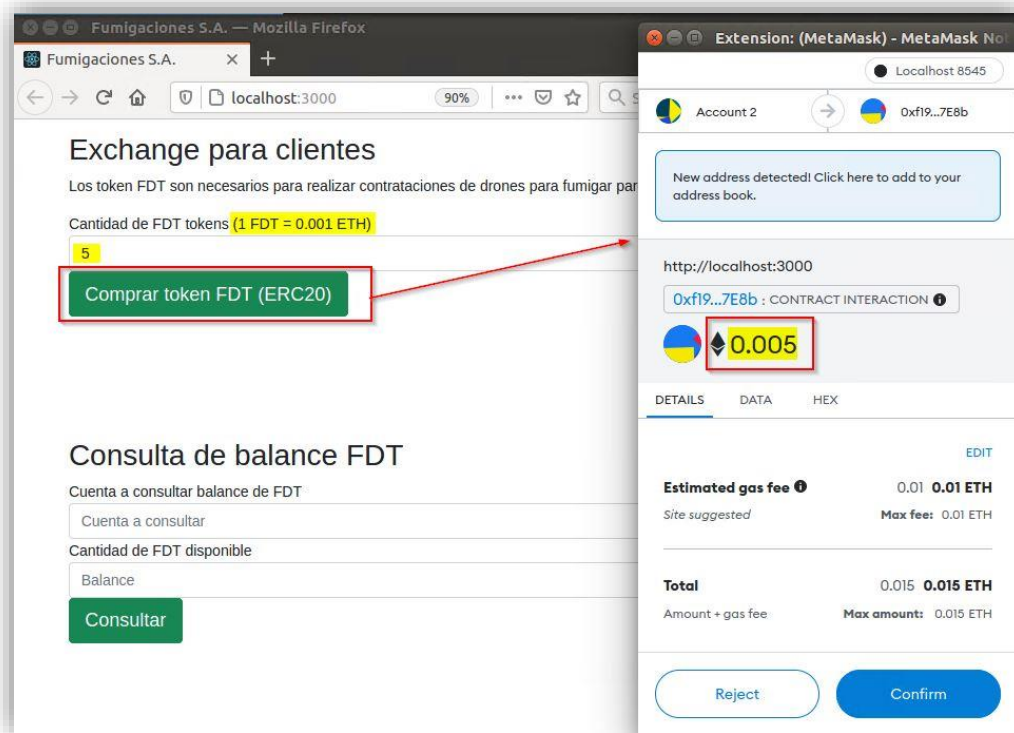 Fumigaciones S.A. — Mozilla Firefox
Fumigaciones S.A.
localhost:3000
90%
Exchange para clientes
Los token FDT son necesarios para realizar contrataciones de drones para fumigar
Cantidad de FDT tokens (1 FDT = 0.001 ETH)
5
Comprar token FDT (ERC20)
Consulta de balance FDT
Cuenta a consultar balance de FDT
Cuenta a consultar
Cantidad de FDT disponible
Balance
Consultar
Extension: (MetaMask) - MetaMask
Localhost 8545
Account 2
0xf19...7E8b
New address detected! Click here to add to your
address book.
http://localhost:3000
0xf19...7E8b : CONTRACT INTERACTION
0.005
DETAILS DATA HEX
EDIT
Estimated gas fee 0.01 0.01 ETH
Site suggested Max fee: 0.01 ETH
Total 0.015 0.015 ETH
Amount + gas fee Max amount: 0.015 ETH
Reject Confirm